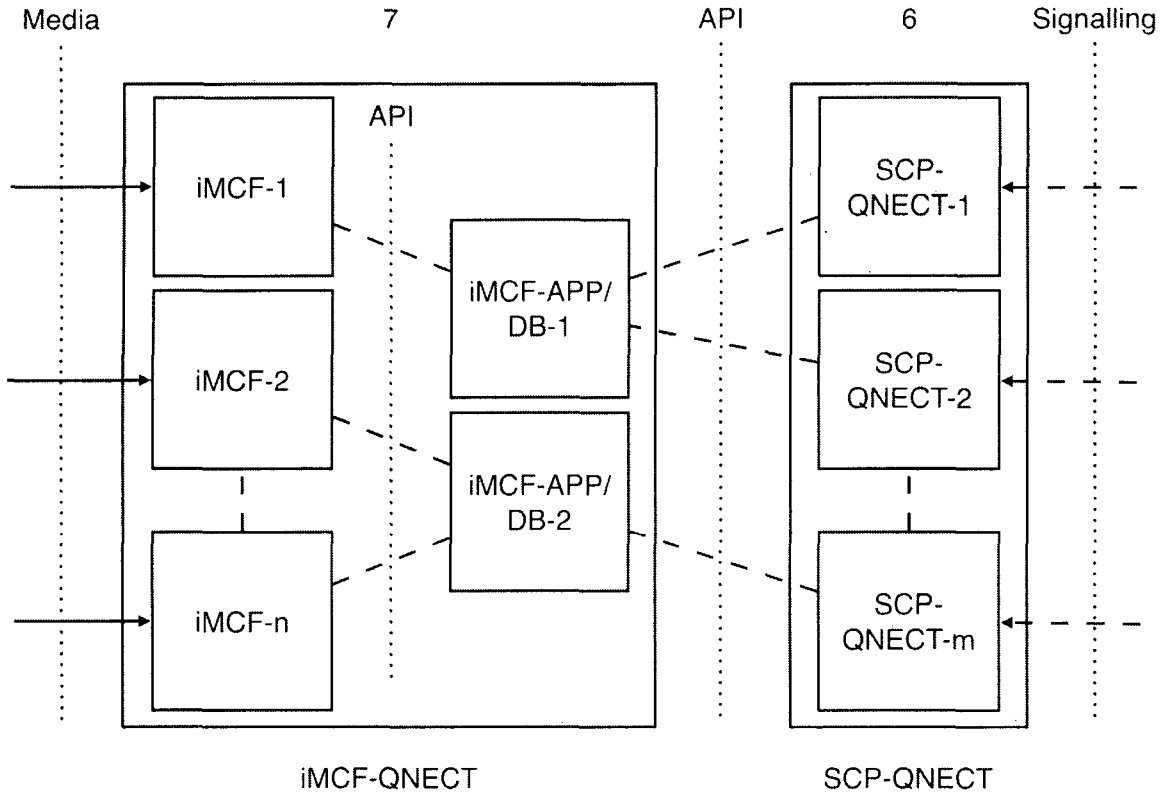 Media
7
API
6
Signalling
API
iMCF-1
SCP-
QNECT-1
iMCF-APP/
DB-1
iMCF-2
SCP-
QNECT-2
iMCF-APP/
DB-2
iMCF-n
SCP-
QNECT-m
iMCF-QNECT
SCP-QNECT